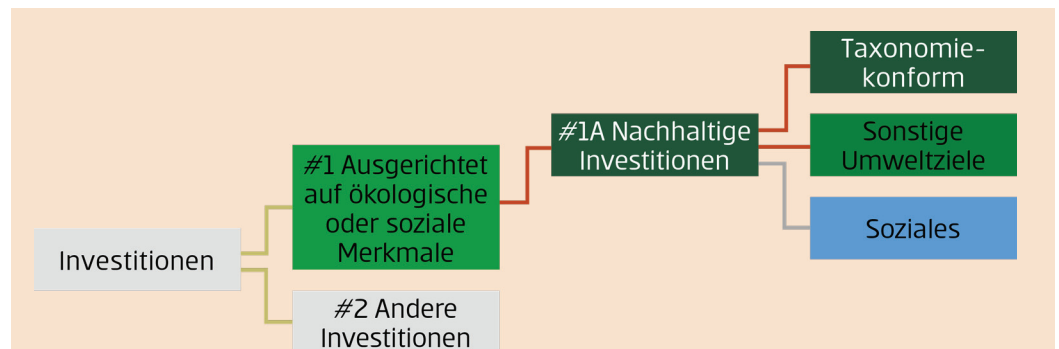 Investitionen
#1 Ausgerichtet
auf ökologische
oder soziale
Merkmale
#2 Andere
Investitionen
#1A Nachhaltige
Investitionen
Taxonomie-
konform
Sonstige
Umweltziele
Soziales